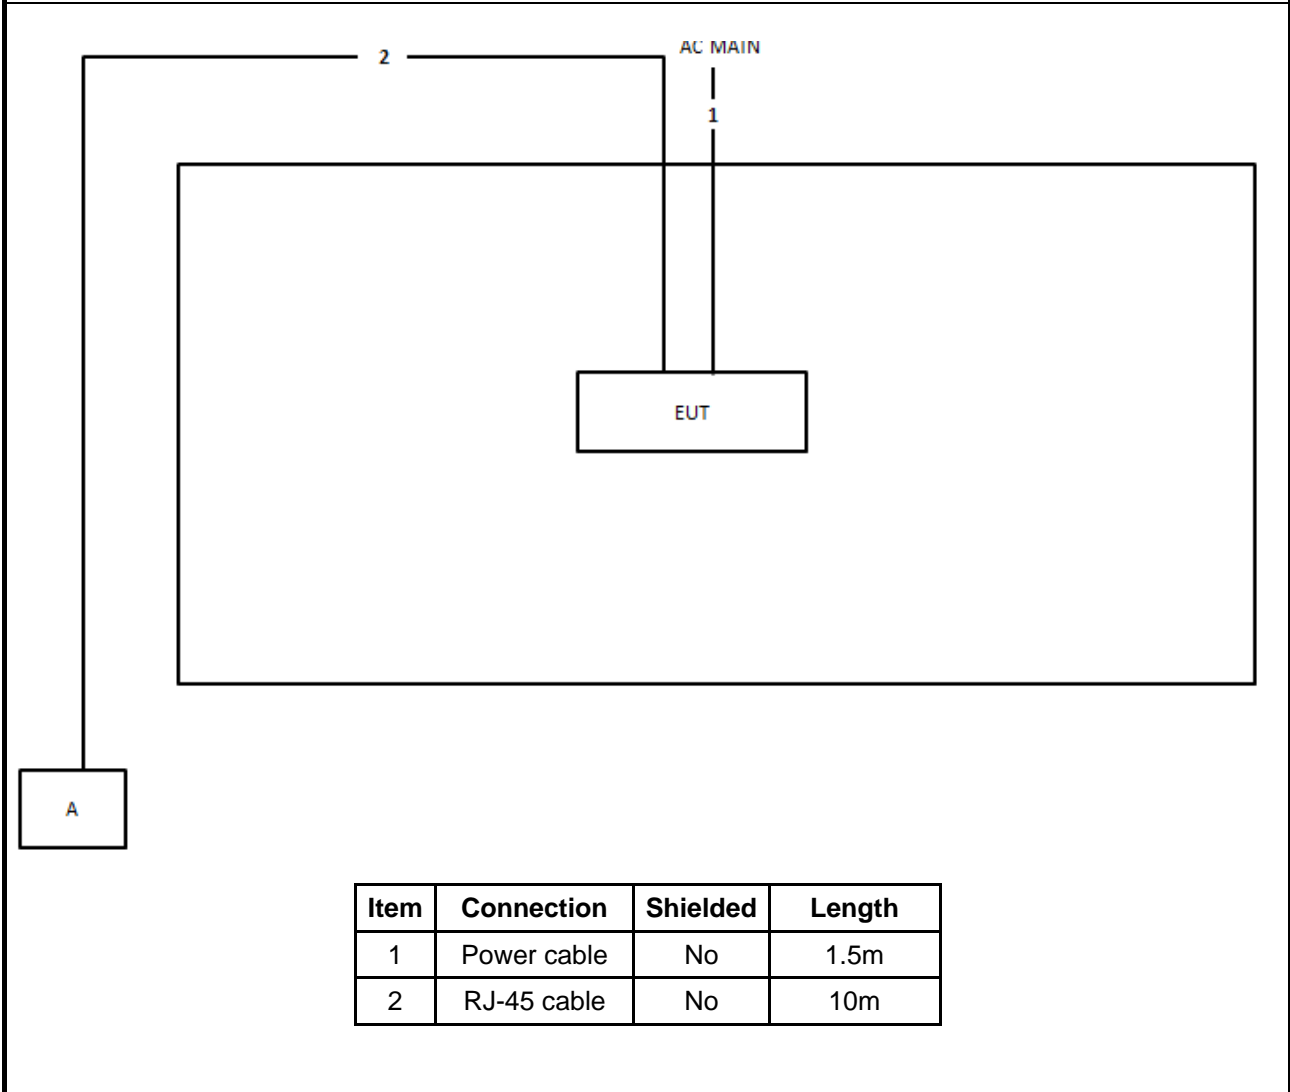 AC MAIN
2
1
EUT
A
Item Connection Shielded Length
1 Power cable No 1.5m
2 RJ-45 cable No 10m